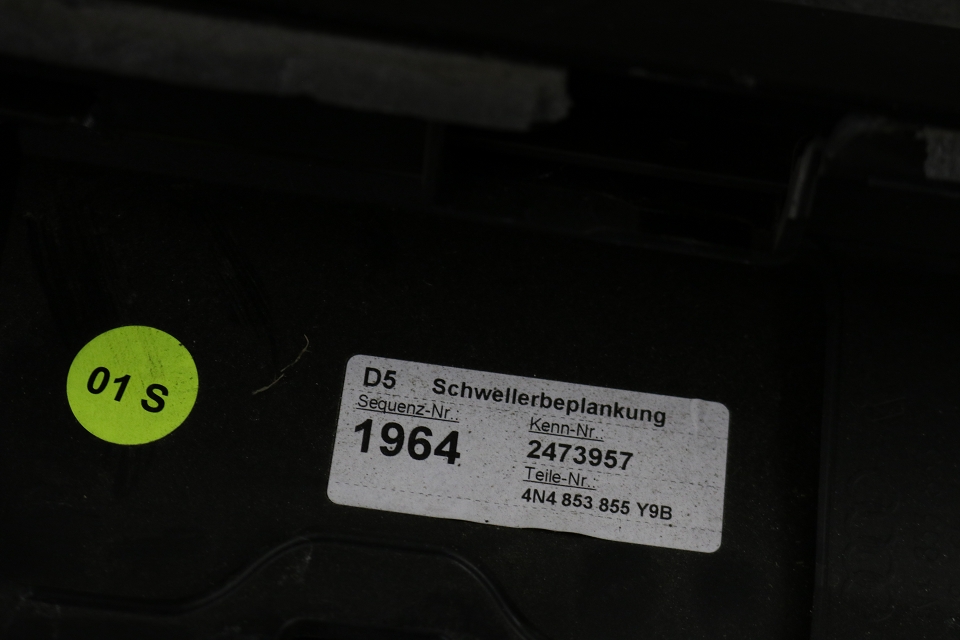 01 S
D5 Schwellerbeplankung
Sequenz-Nr.:
Kenn-Nr.:
1964
2473957
Teile-Nr.:
4N4 853 855 Y9B